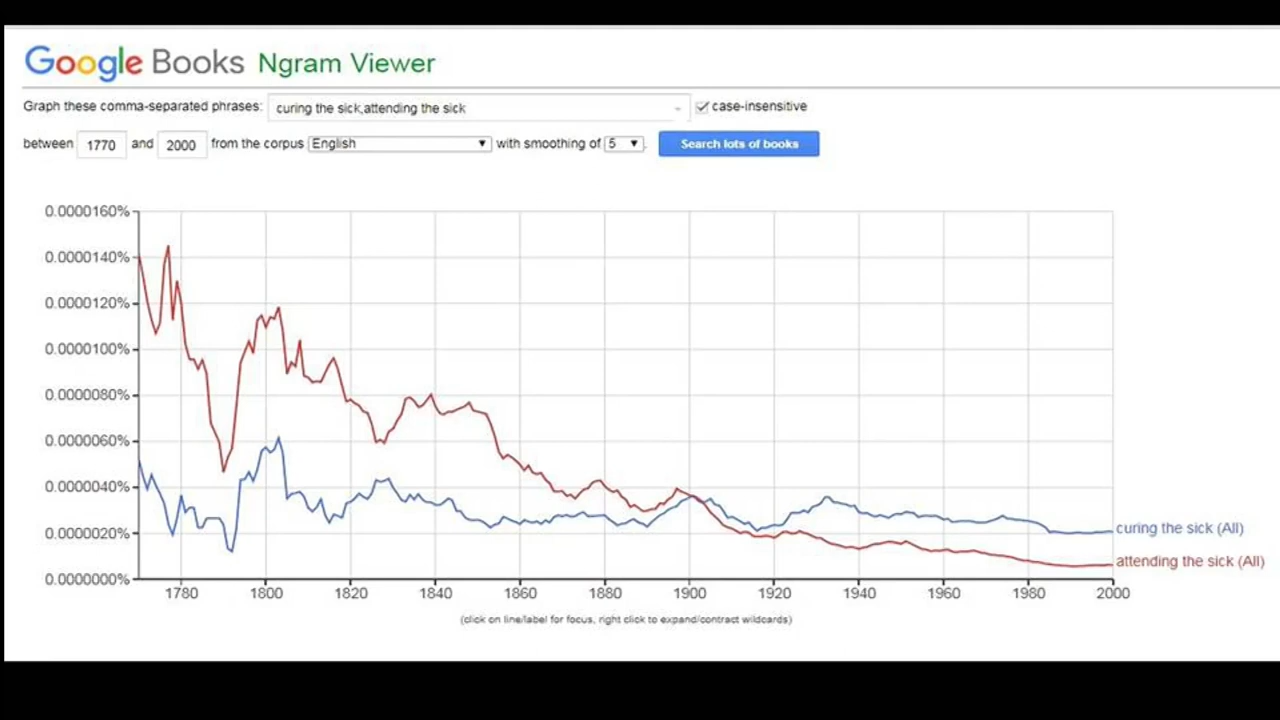 Google Books Ngram Viewer
Graph these comma-separated phrases: curing the sick,attending the sick case-insensitive
between 1770 and 2000 from the corpus English with smoothing of 5. Search lots of books
0.0000160%
0.0000140%
0.0000120%
0.0000100%
0.0000080%
0.0000060%
0.0000040%
0.0000020%
0.0000000%
curing the sick (All)
attending the sick (All)
1780 1800 1820 1840 1860 1880 1900 1920 1940 1960 1980 2000
(click on line/label for focus, right click to expand/contract wildcards)